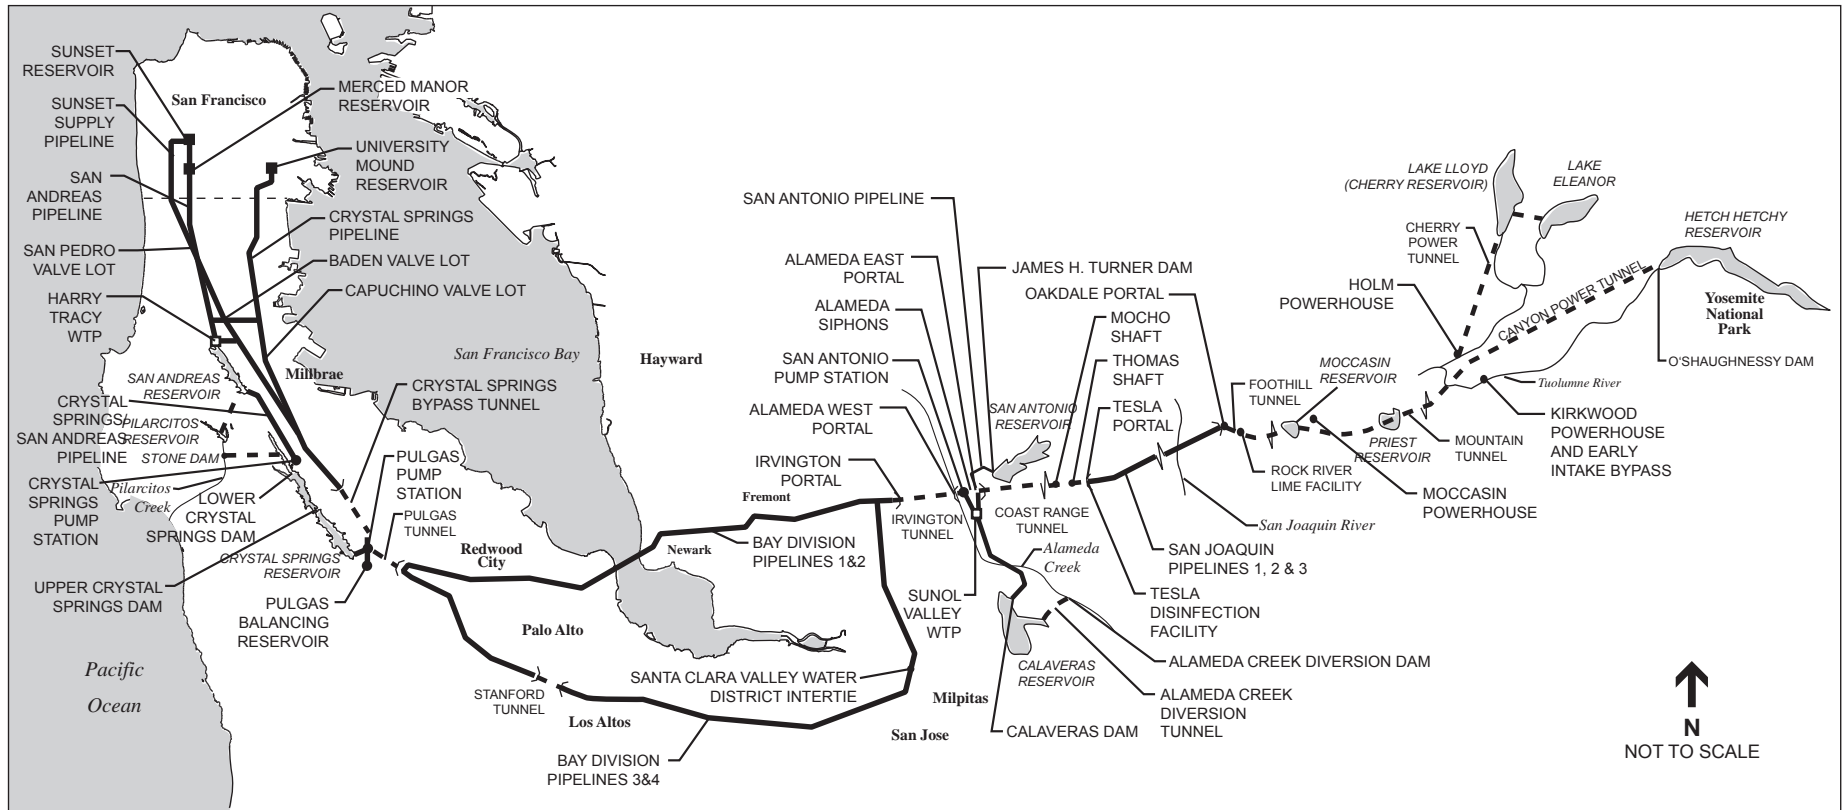 SUNSET
RESERVOIR
SUNSET
SUPPLY
PIPELINE
SAN
ANDREAS
PIPELINE
SAN PEDRO
VALVE LOT
HARRY
TRACY
WTP
SAN ANDREAS
RESERVOIR
CRYSTAL
SPRINGS/
SAN ANDREAS
PIPELINE
PILARCITOS
RESERVOIR
STONE DAM
CRYSTAL
SPRINGS
PUMP
STATION
Pilarcitos
Creek
LOWER
CRYSTAL
SPRINGS DAM
CRYSTAL SPRINGS
RESERVOIR
UPPER CRYSTAL
SPRINGS DAM
Pacific
Ocean
San Francisco
MERCED MANOR
RESERVOIR
UNIVERSITY
MOUND
RESERVOIR
CRYSTAL SPRINGS
PIPELINE
BADEN VALVE LOT
CAPUCHINO VALVE LOT
San Francisco Bay
Millbrae
CRYSTAL SPRINGS
BYPASS TUNNEL
PULGAS
PUMP
STATION
PULGAS
TUNNEL
PULGAS
BALANCING
RESERVOIR
Redwood
City
Palo Alto
STANFORD
TUNNEL
Los Altos
BAY DIVISION
PIPELINES 3&4
Hayward
Newark
Fremont
BAY DIVISION
PIPELINES 1&2
SANTA CLARA VALLEY WATER
DISTRICT INTERTIE
Milpitas
San Jose
SAN ANTONIO PIPELINE
ALAMEDA EAST
PORTAL
ALAMEDA
SIPHONS
SAN ANTONIO
PUMP STATION
ALAMEDA WEST
PORTAL
IRVINGTON
PORTAL
IRVINGTON
TUNNEL
SUNOL
VALLEY
WTP
JAMES H. TURNER DAM
OAKDALE PORTAL
MOCHO
SHAFT
THOMAS
SHAFT
TESLA
PORTAL
SAN ANTONIO
RESERVOIR
COAST RANGE
TUNNEL
Alameda
Creek
CALAVERAS
RESERVOIR
CALAVERAS DAM
ALAMEDA CREEK
DIVERSION
TUNNEL
ALAMEDA CREEK DIVERSION DAM
TESLA
DISINFECTION
FACILITY
SAN JOAQUIN
PIPELINES 1, 2 & 3
San Joaquin River
FOOTHILL
TUNNEL
ROCK RIVER
LIME FACILITY
MOCCASIN
RESERVOIR
MOCCASIN
POWERHOUSE
PRIEST
RESERVOIR
MOUNTAIN
TUNNEL
HOLM
POWERHOUSE
CHERRY
POWER
TUNNEL
LAKE LLOYD
(CHERRY RESERVOIR)
LAKE
ELEANOR
CANYON POWER TUNNEL
HETCH HETCHY
RESERVOIR
Yosemite
National
Park
O'SHAUGHNESSY DAM
Tuolumne River
KIRKWOOD
POWERHOUSE
AND EARLY
INTAKE BYPASS
N
NOT TO SCALE